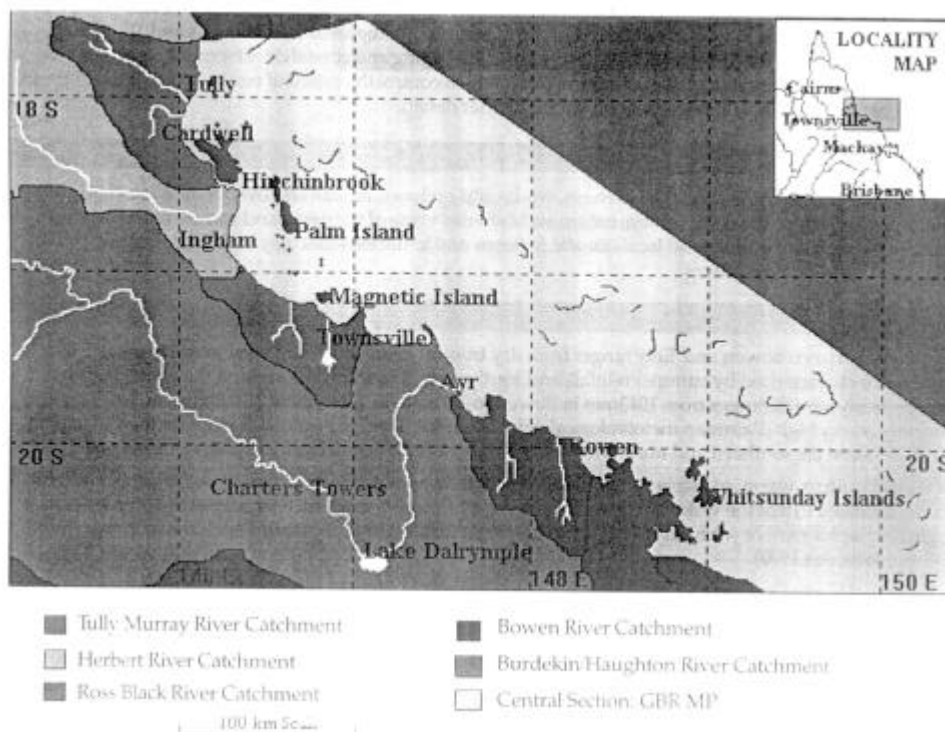 LOCALITY
MAP
Cairns
Townsville
Mackay
Brisbane
Tully
18 S
Cardwell
Hinchinbrook
Ingham
Palm Island
Magnetic Island
Townsville
Ayr
20 S
Bowen
20 S
Charters Towers
Whitsunday Islands
Lake Dalrymple
148 E
150 E
Tully Murray River Catchment
Bowen River Catchment
Herbert River Catchment
Burdekin/Haughton River Catchment
Ross Black River Catchment
Central Section: GBR MP
100 km Scale